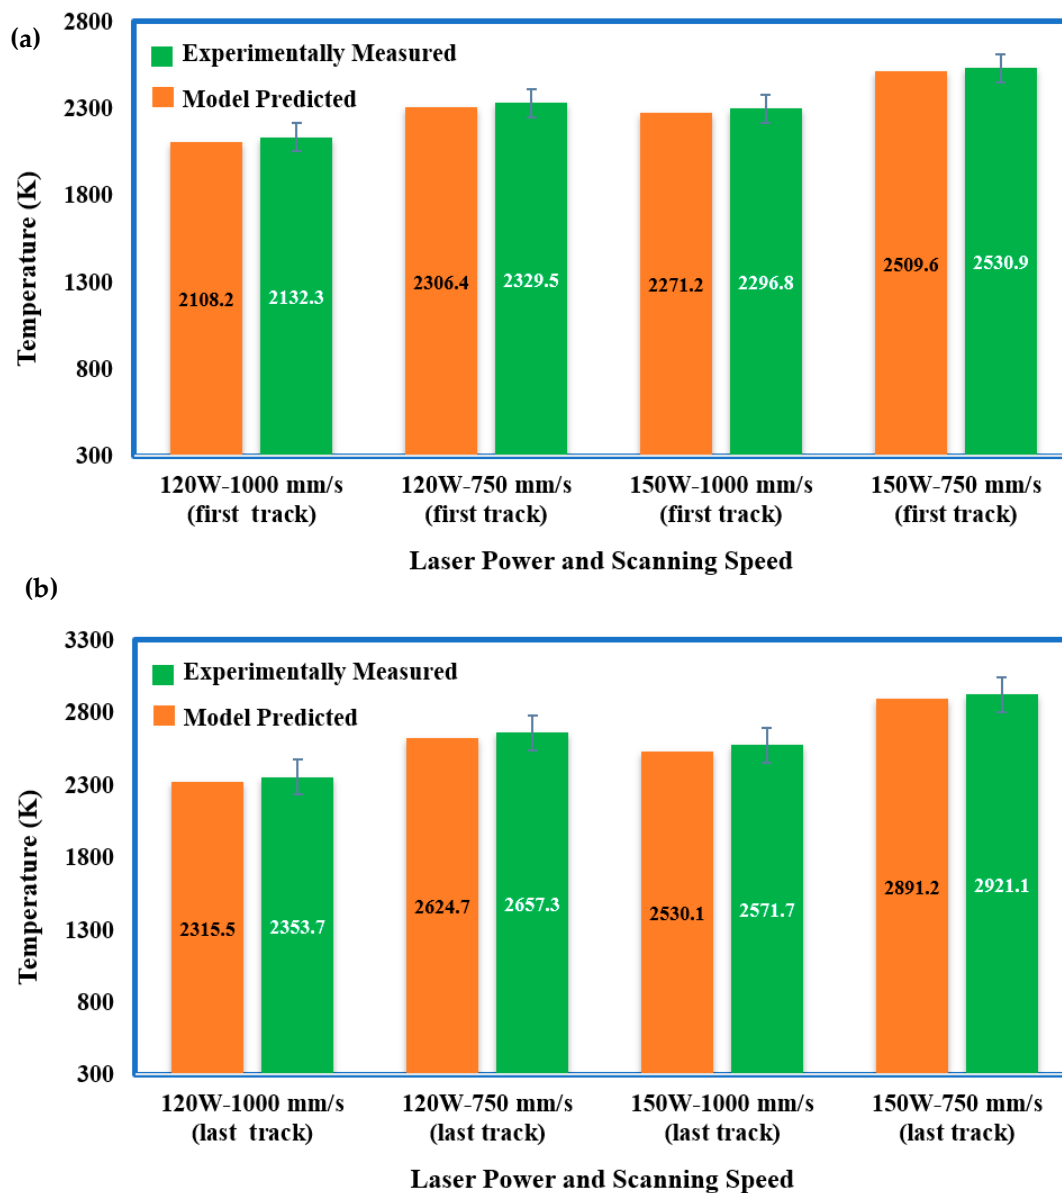 (a)
2800
2300
1800
1300
800
300
Temperature (K)
Experimentally Measured
Model Predicted
2108.2
2132.3
2306.4
2329.5
2271.2
2296.8
2509.6
2530.9
120W-1000 mm/s
(first track)
120W-750 mm/s
(first track)
150W-1000 mm/s
(first track)
150W-750 mm/s
(first track)
Laser Power and Scanning Speed
(b)
3300
2800
2300
1800
1300
800
300
Temperature (K)
Experimentally Measured
Model Predicted
2315.5
2353.7
2624.7
2657.3
2530.1
2571.7
2891.2
2921.1
120W-1000 mm/s
(last track)
120W-750 mm/s
(last track)
150W-1000 mm/s
(last track)
150W-750 mm/s
(last track)
Laser Power and Scanning Speed